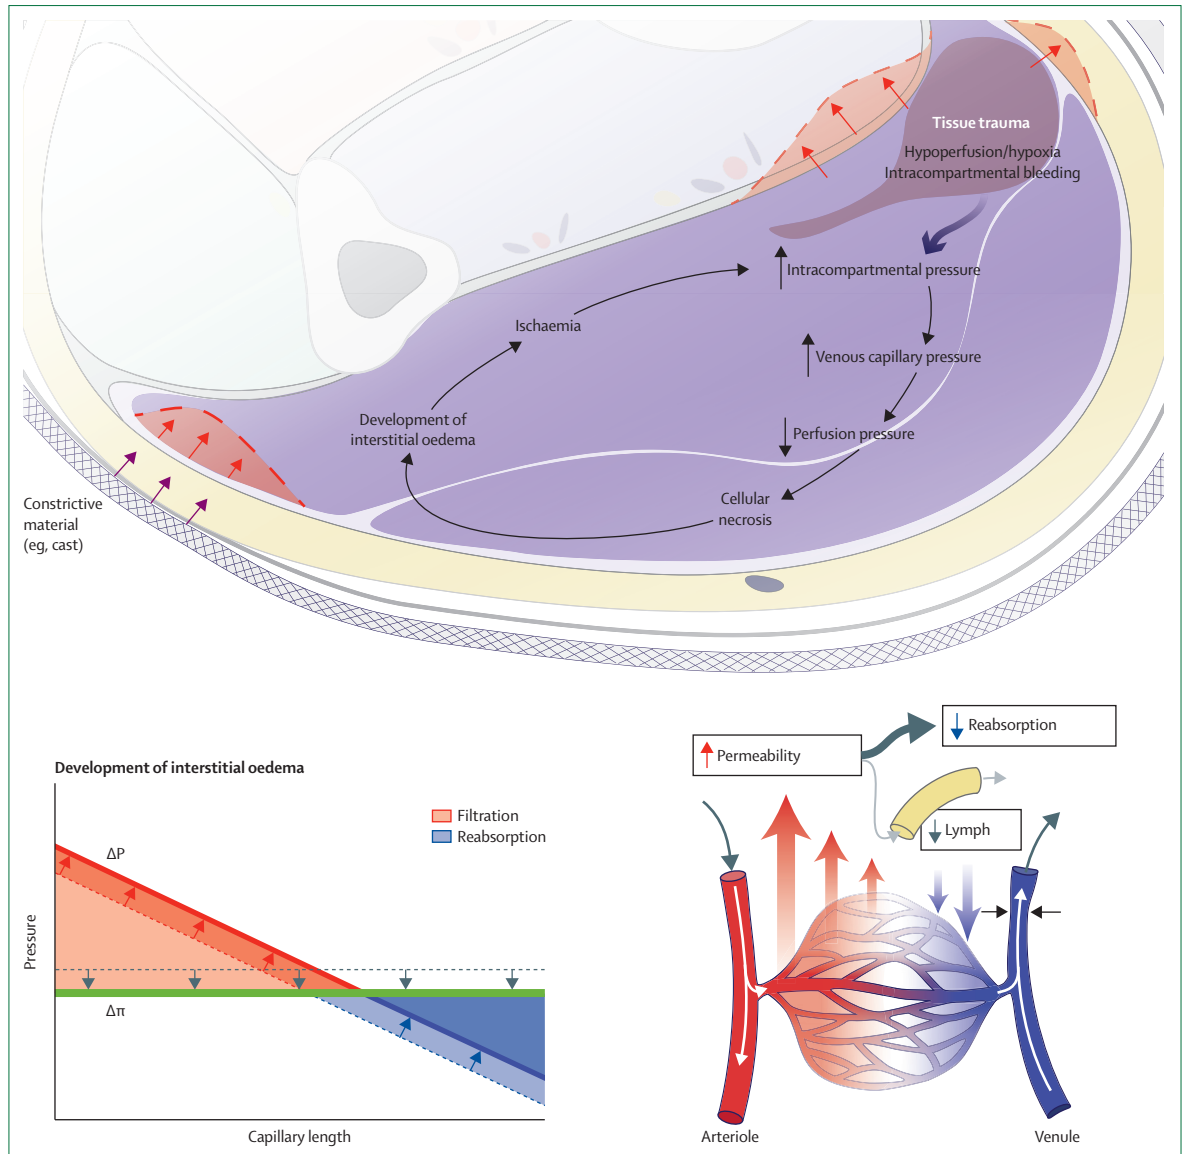 Tissue trauma
Hypoperfusion/hypoxia
Intracompartmental bleeding
Intracompartmental pressure
Venous capillary pressure
Perfusion pressure
Cellular
necrosis
Development of
interstitial oedema
Ischaemia
Constrictive
material
(eg, cast)
Development of interstitial oedema
Filtration
Reabsorption
ΔP
Δπ
Pressure
Capillary length
Permeability
Reabsorption
Lymph
Arteriole
Venule